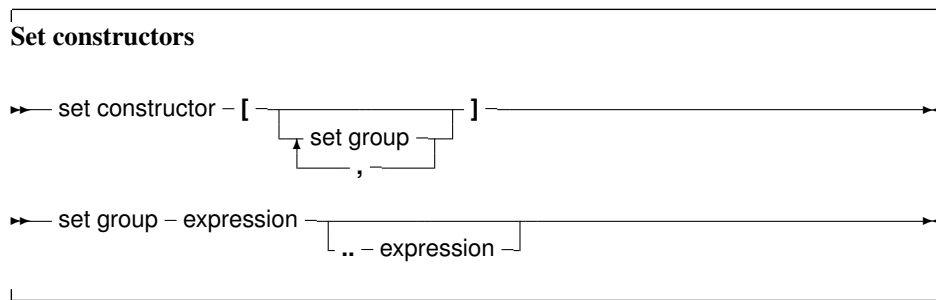 Set constructors
set constructor – [ ]
set group
,
set group – expression
.. – expression